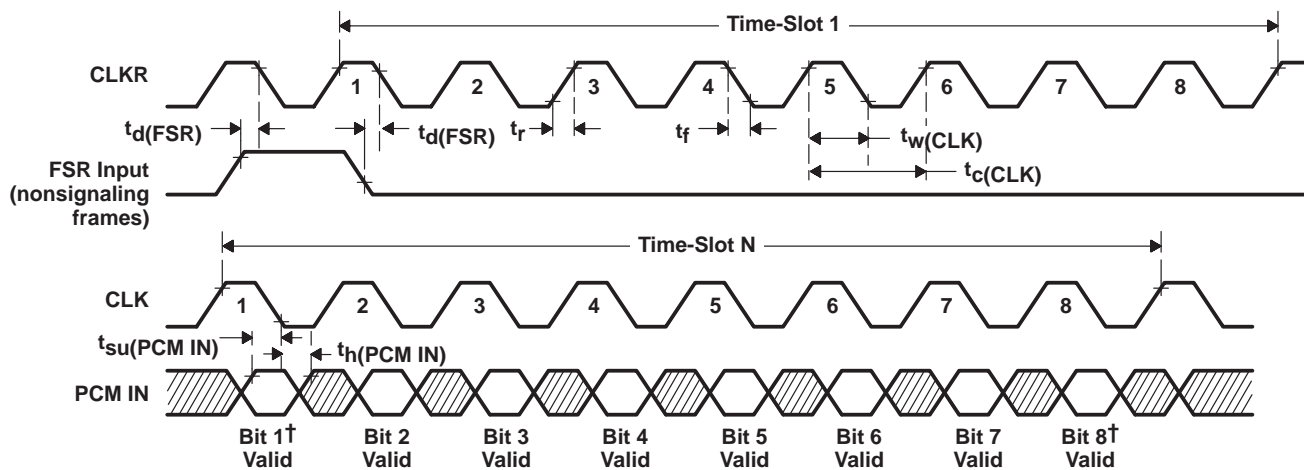 Time-Slot 1
CLKR
1 2 3 4 5 6 7 8
td(FSR) td(FSR) tr tf tw(CLK)
tc(CLK)
FSR Input
(nonsignaling
frames)
Time-Slot N
CLK
1 2 3 4 5 6 7 8
tsu(PCM IN) th(PCM IN)
PCM IN
Bit 1† Bit 2 Bit 3 Bit 4 Bit 5 Bit 6 Bit 7 Bit 8†
Valid Valid Valid Valid Valid Valid Valid Valid